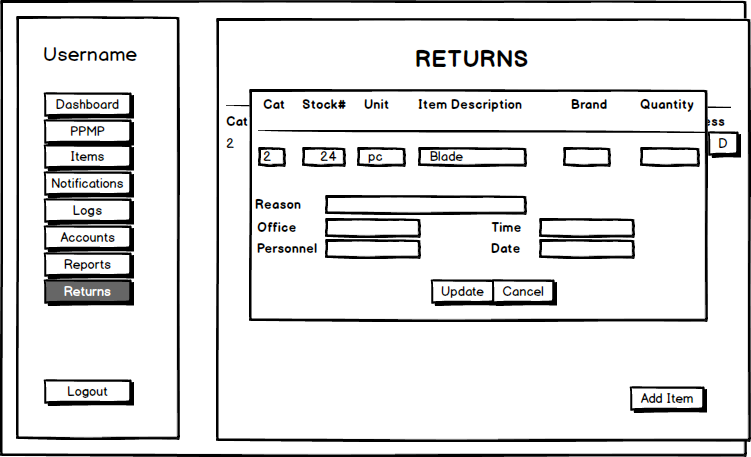 Username
Dashboard
PPMP
Items
Notifications
Logs
Accounts
Reports
Returns
Logout
RETURNS
Cat
2
Cat Stock# Unit Item Description Brand Quantity
2 24 pc Blade
Reason
Office Time
Personnel Date
Update Cancel
ess
D
Add Item